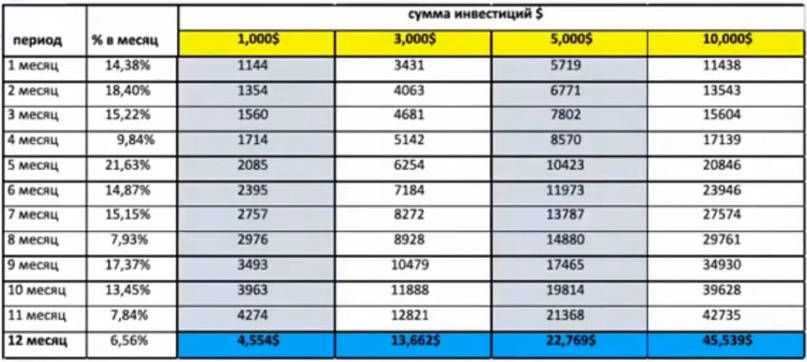 сумма инвестиций $
период % в месяц 1,000$ 3,000$ 5,000$ 10,000$
1 месяц 14,38% 1144 3431 5719 11438
2 месяц 18,40% 1354 4063 6771 13543
3 месяц 15,22% 1560 4681 7802 15604
4 месяц 9,84% 1714 5142 8570 17139
5 месяц 21,63% 2085 6254 10423 20846
6 месяц 14,87% 2395 7184 11973 23946
7 месяц 15,15% 2757 8272 13787 27574
8 месяц 7,93% 2976 8928 14880 29761
9 месяц 17,37% 3493 10479 17465 34930
10 месяц 13,45% 3963 11888 19814 39628
11 месяц 7,84% 4274 12821 21368 42735
12 месяц 6,56% 4,554$ 13,662$ 22,769$ 45,539$